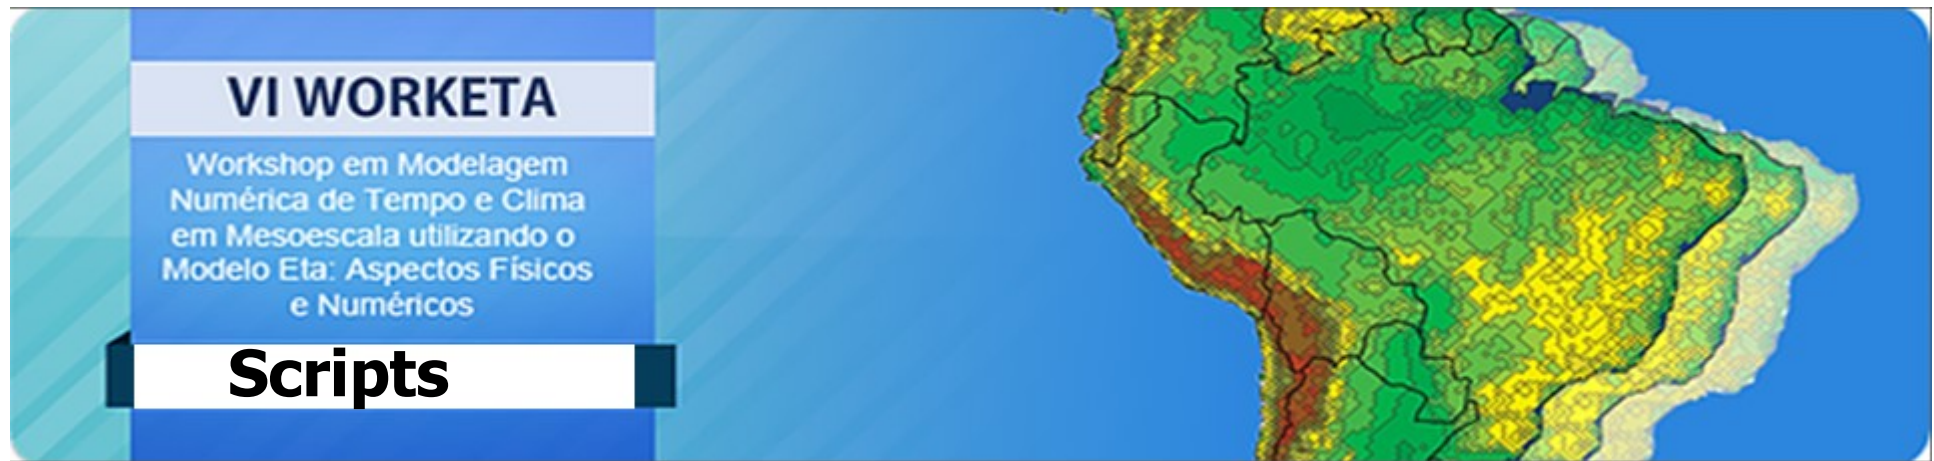 VI WORKETA
Workshop em Modelagem
Numérica de Tempo e Clima
em Mesoescala utilizando o
Modelo Eta: Aspectos Físicos
e Numéricos
Scripts